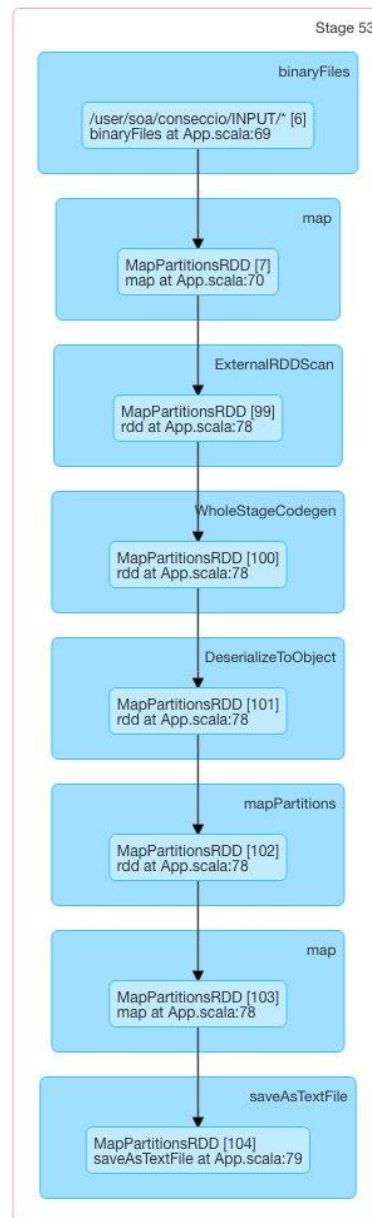 Stage 53
binaryFiles
/user/soa/conseccio/INPUT/* [6]
binaryFiles at App.scala:69
map
MapPartitionsRDD [7]
map at App.scala:70
ExternalRDDScan
MapPartitionsRDD [99]
rdd at App.scala:78
WholeStageCodegen
MapPartitionsRDD [100]
rdd at App.scala:78
DeserializeToObject
MapPartitionsRDD [101]
rdd at App.scala:78
mapPartitions
MapPartitionsRDD [102]
rdd at App.scala:78
map
MapPartitionsRDD [103]
map at App.scala:78
saveAsTextFile
MapPartitionsRDD [104]
saveAsTextFile at App.scala:79